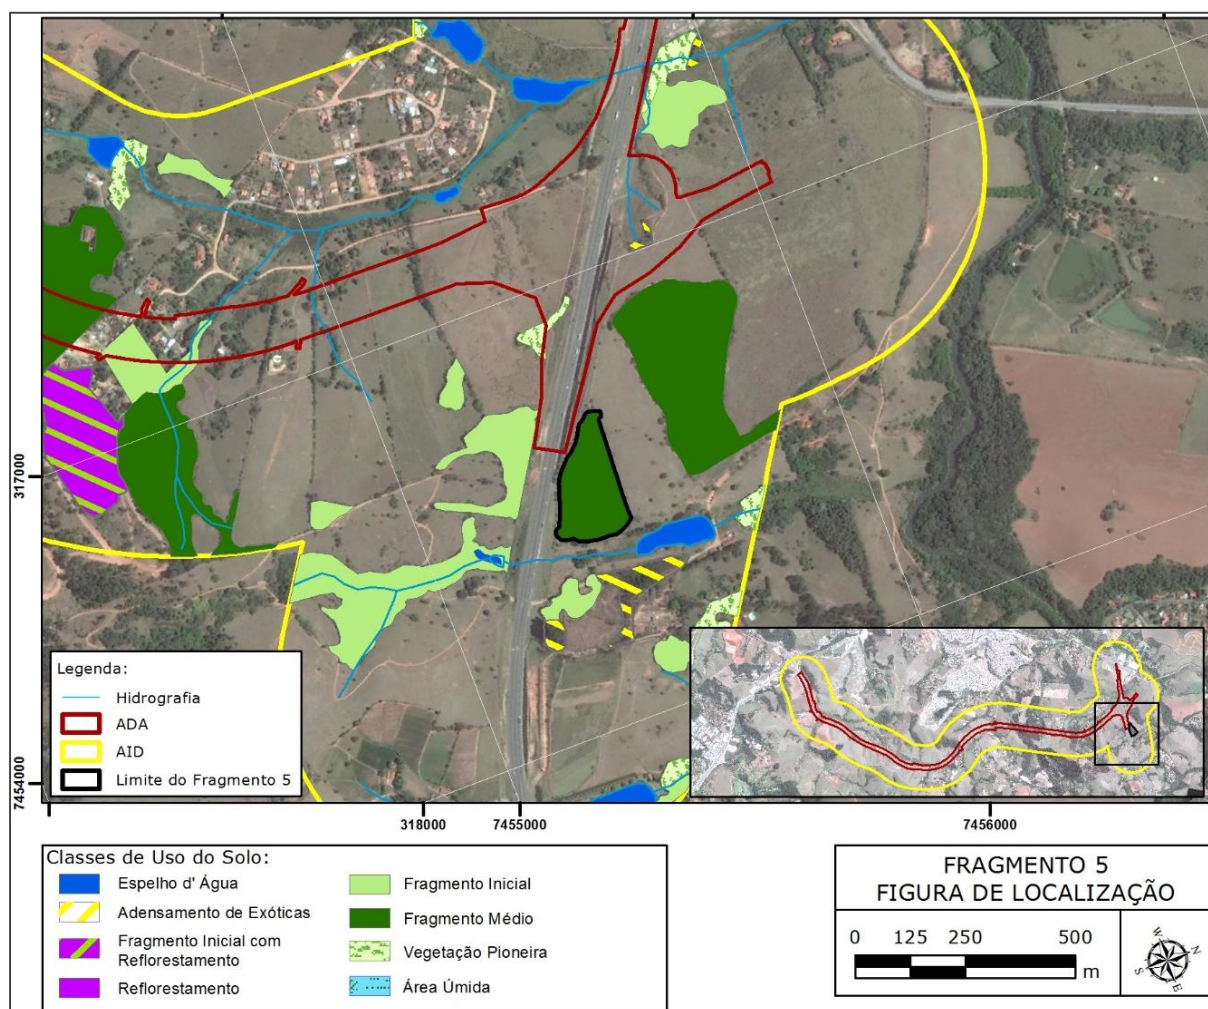 317000
7454000
318000
7455000
7456000
Legenda:
Hidrografia
ADA
AID
Limite do Fragmento 5
Classes de Uso do Solo:
Espelho d' Água
Adensamento de Exóticas
Fragmento Inicial com
Reflorestamento
Reflorestamento
Fragmento Inicial
Fragmento Médio
Vegetação Pioneira
Área Úmida
FRAGMENTO 5
FIGURA DE LOCALIZAÇÃO
0 125 250 500
m
W N
S E